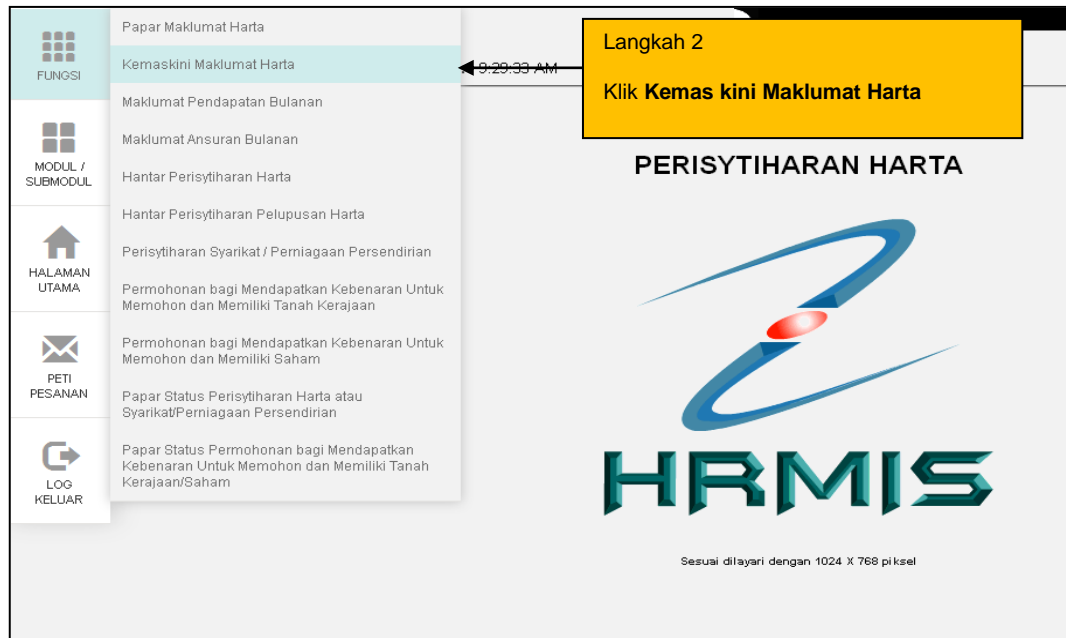 FUNGSI
MODUL /
SUBMODUL
HALAMAN
UTAMA
PETI
PESANAN
LOG
KELUAR
Papar Maklumat Harta
Kemaskini Maklumat Harta
Maklumat Pendapatan Bulanan
Maklumat Ansuran Bulanan
Hantar Perisytiharan Harta
Hantar Perisytiharan Pelupusan Harta
Perisytiharan Syarikat / Perniagaan Persendirian
Permohonan bagi Mendapatkan Kebenaran Untuk
Memohon dan Memiliki Tanah Kerajaan
Permohonan bagi Mendapatkan Kebenaran Untuk
Memohon dan Memiliki Saham
Papar Status Perisytiharan Harta atau
Syarikat/Perniagaan Persendirian
Papar Status Permohonan bagi Mendapatkan
Kebenaran Untuk Memohon dan Memiliki Tanah
Kerajaan/Saham
9:29:33 AM
Langkah 2
Klik Kemas kini Maklumat Harta
PERISYTIHARAN HARTA
HRMIS
Sesuai dilayari dengan 1024 X 768 piksel